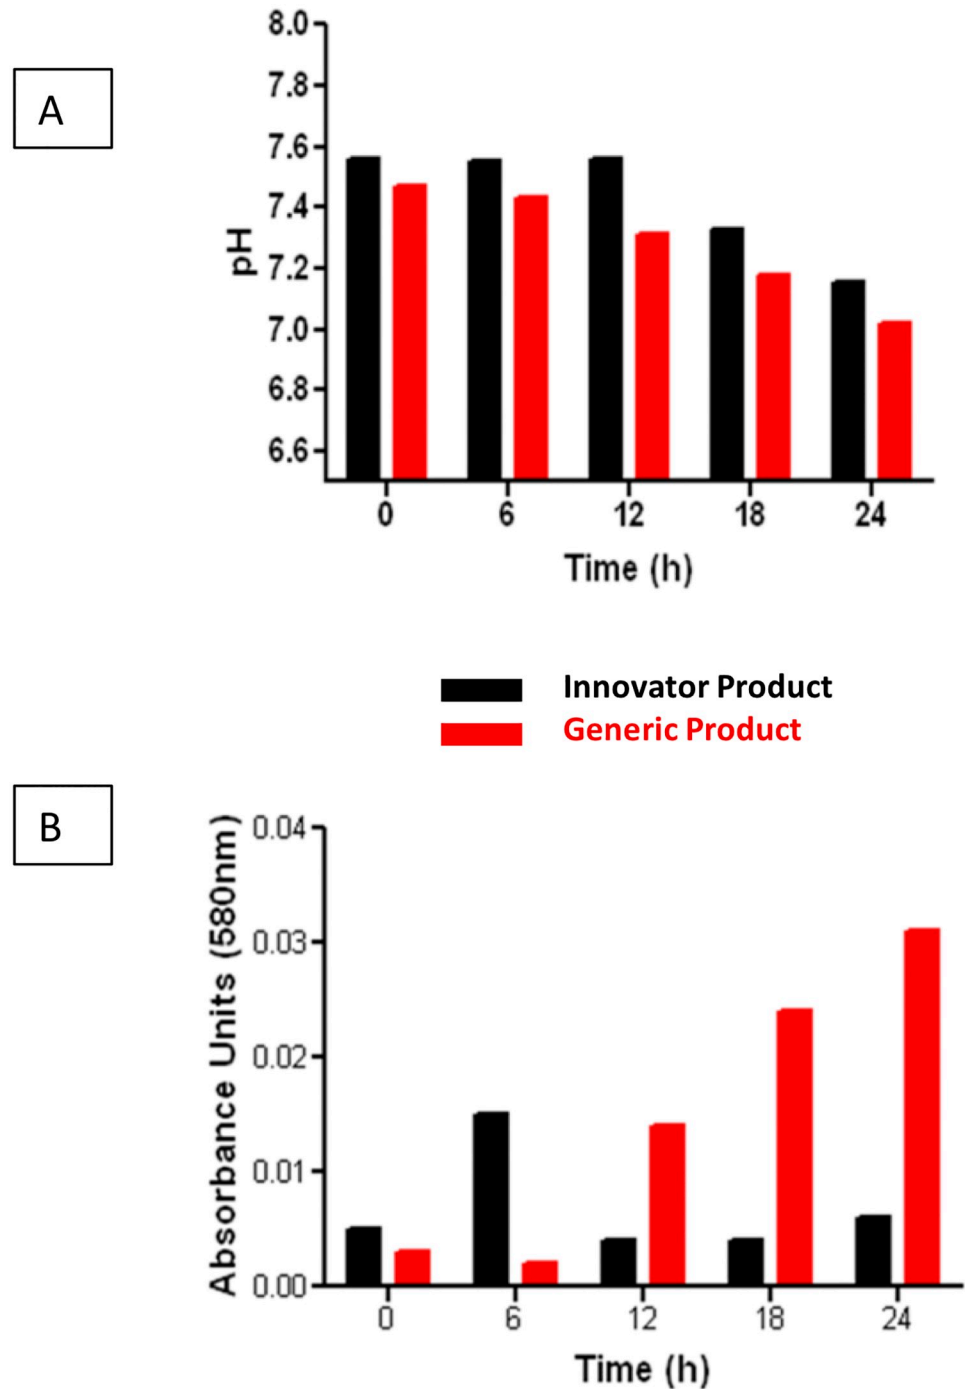 A
8.0
7.8
7.6
7.4
7.2
7.0
6.8
6.6
pH
0 6 12 18 24
Time (h)
Innovator Product
Generic Product
B
0.04
0.03
0.02
0.01
0.00
Absorbance Units (580nm)
0 6 12 18 24
Time (h)